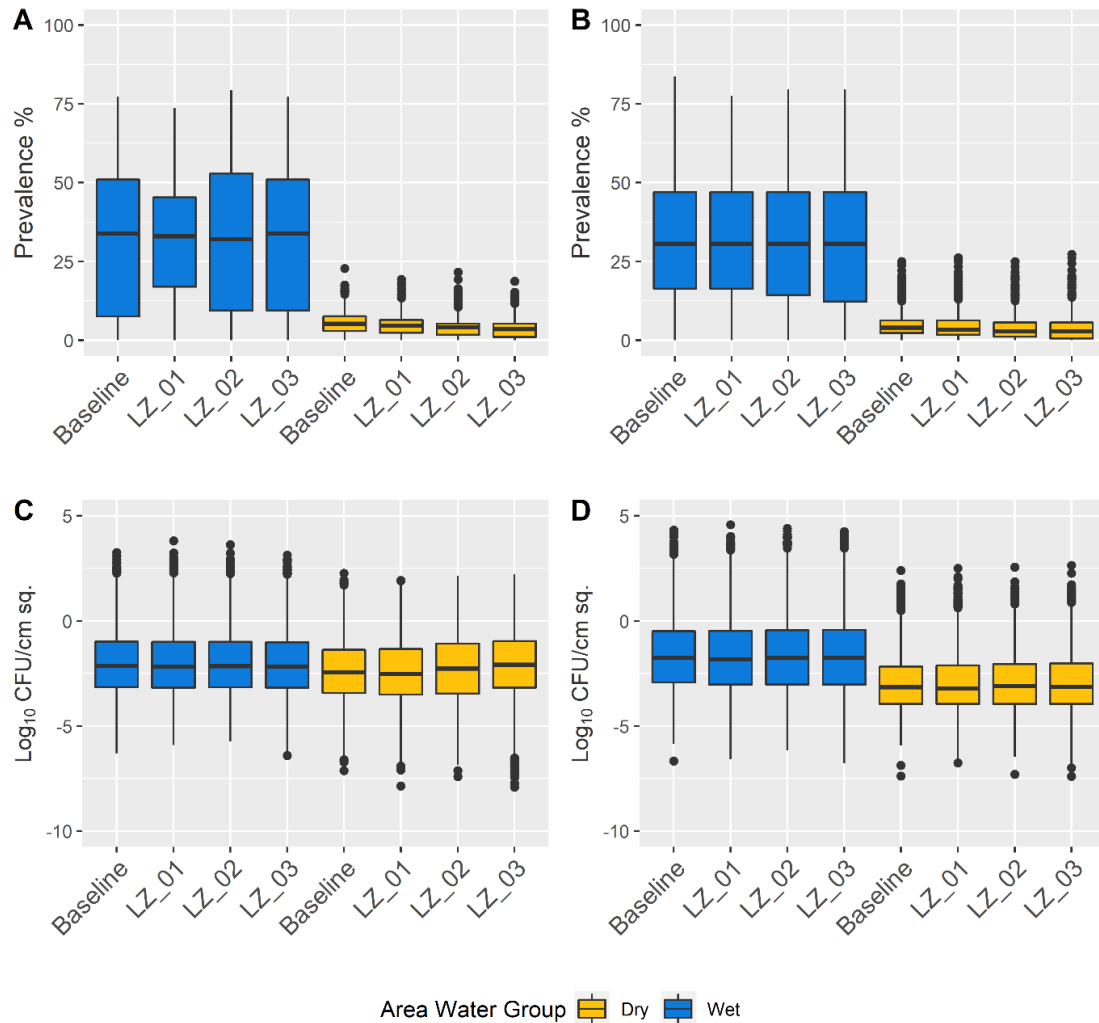 A
Prevalence %
100
75
50
25
0
Baseline
LZ_01
LZ_02
LZ_03
Baseline
LZ_01
LZ_02
LZ_03
B
Prevalence %
100
75
50
25
0
Baseline
LZ_01
LZ_02
LZ_03
Baseline
LZ_01
LZ_02
LZ_03
C
Log₁₀ CFU/cm sq.
5
0
-5
-10
Baseline
LZ_01
LZ_02
LZ_03
Baseline
LZ_01
LZ_02
LZ_03
D
Log₁₀ CFU/cm sq.
5
0
-5
-10
Baseline
LZ_01
LZ_02
LZ_03
Baseline
LZ_01
LZ_02
LZ_03
Area Water Group Dry Wet